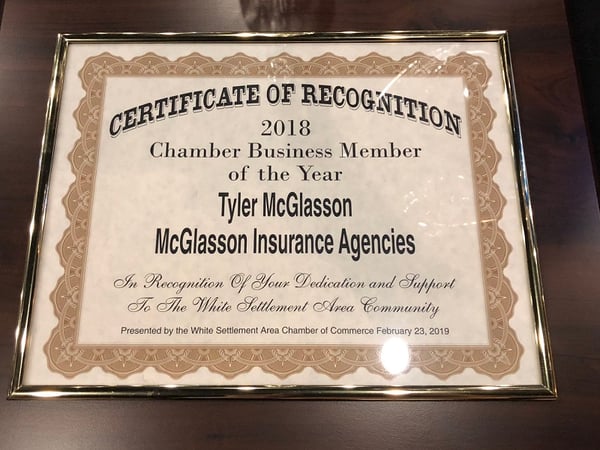 CERTIFICATE OF RECOGNITION
2018
Chamber Business Member
of the Year
Tyler McGlasson
McGlasson Insurance Agencies
In Recognition Of Your Dedication and Support
To The White Settlement Area Community
Presented by the White Settlement Area Chamber of Commerce February 23, 2019